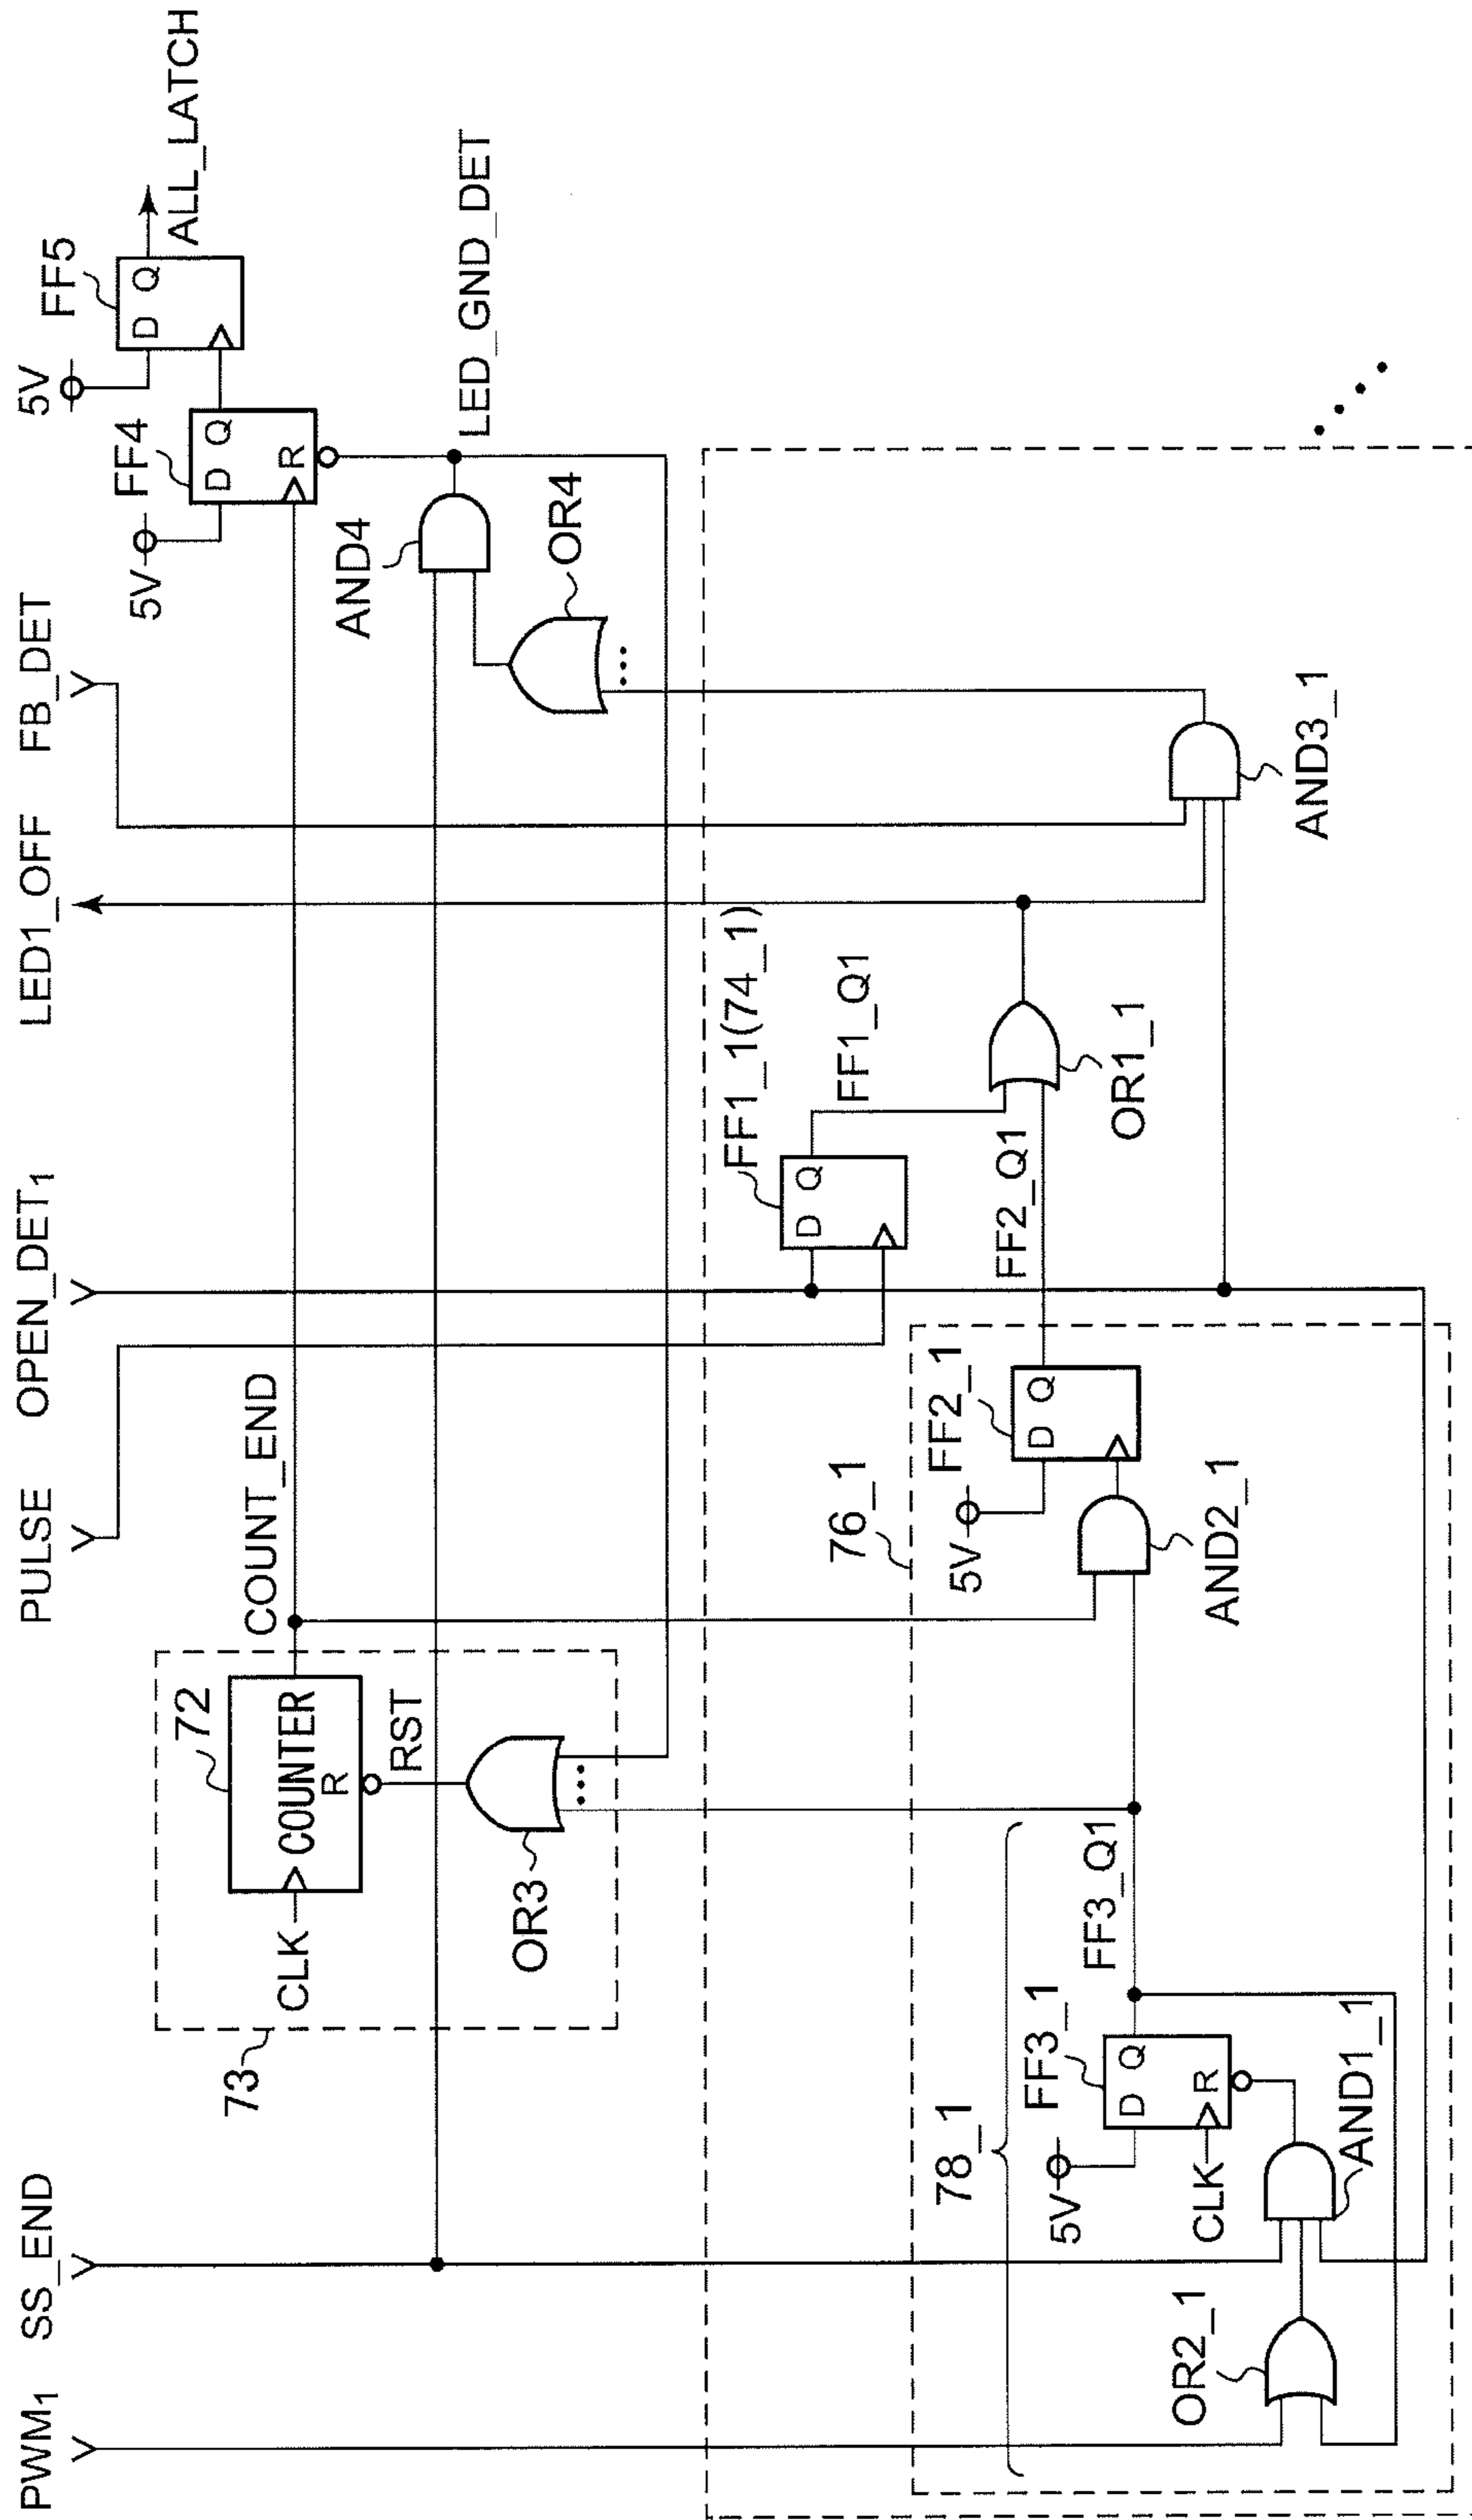 PWM1
SS_END
PULSE
OPEN_DET1
LED1_OFF
FB_DET
73
72
CLK
COUNTER
R
RST
OR3
COUNT_END
5V
FF4
D
Q
R
5V
FF5
D
Q
ALL_LATCH
AND4
LED_GND_DET
OR4
FF1_1(74_1)
D
Q
FF1_Q1
76_1
5V
FF2_1
D
Q
FF2_Q1
OR1_1
AND2_1
AND3_1
78_1
5V
FF3_1
D
Q
R
CLK
FF3_Q1
OR2_1
AND1_1